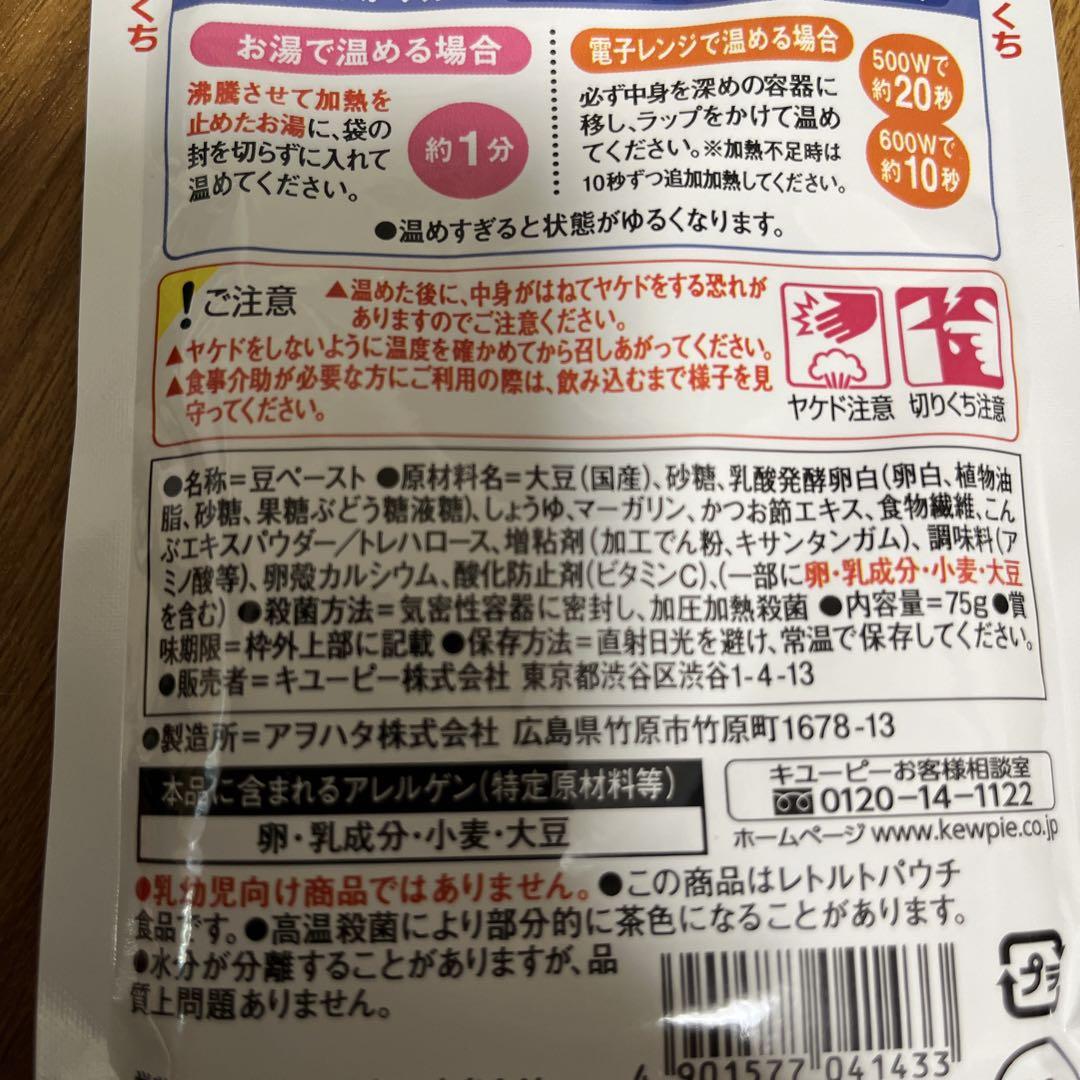 くち
くち
お湯で温める場合
沸騰させて加熱を
止めたお湯に、袋の
封を切らずに入れて
温めてください。
約1分
電子レンジで温める場合
必ず中身を深めの容器に
移し、ラップをかけて温め
てください。※加熱不足時は
10秒ずつ追加加熱してください。
500Wで
約20秒
600Wで
約10秒
●温めすぎると状態がゆるくなります。
!ご注意
▲温めた後に、中身がはねてヤケドをする恐れが
ありますのでご注意ください。
▲ヤケドをしないように温度を確かめてから召しあがってください。
▲食事介助が必要な方にご利用の際は、飲み込むまで様子を見
守ってください。
ヤケド注意 切りくち注意
●名称=豆ペースト ●原材料名=大豆(国産)、砂糖、乳酸発酵卵白(卵白、植物油
脂、砂糖、果糖ぶどう糖液糖)、しょうゆ、マーガリン、かつお節エキス、食物繊維、こん
ぶエキスパウダー/トレハロース、増粘剤(加工でん粉、キサンタンガム)、調味料(ア
ミノ酸等)、卵殻カルシウム、酸化防止剤(ビタミンC)、(一部に卵・乳成分・小麦・大豆
を含む) ●殺菌方法=気密性容器に密封し、加圧加熱殺菌 ●内容量=75g ●賞
味期限=枠外上部に記載 ●保存方法=直射日光を避け、常温で保存してください。
●販売者=キユーピー株式会社 東京都渋谷区渋谷1-4-13
●製造所=アヲハタ株式会社 広島県竹原市竹原町1678-13
本品に含まれるアレルゲン(特定原材料等)
卵・乳成分・小麦・大豆
キユーピーお客様相談室
0120-14-1122
ホームページ www.kewpie.co.jp
●乳幼児向け商品ではありません。●この商品はレトルトパウチ
食品です。●高温殺菌により部分的に茶色になることがあります。
●水分が分離することがありますが、品
質上問題ありません。
プラ
4 901577 041433